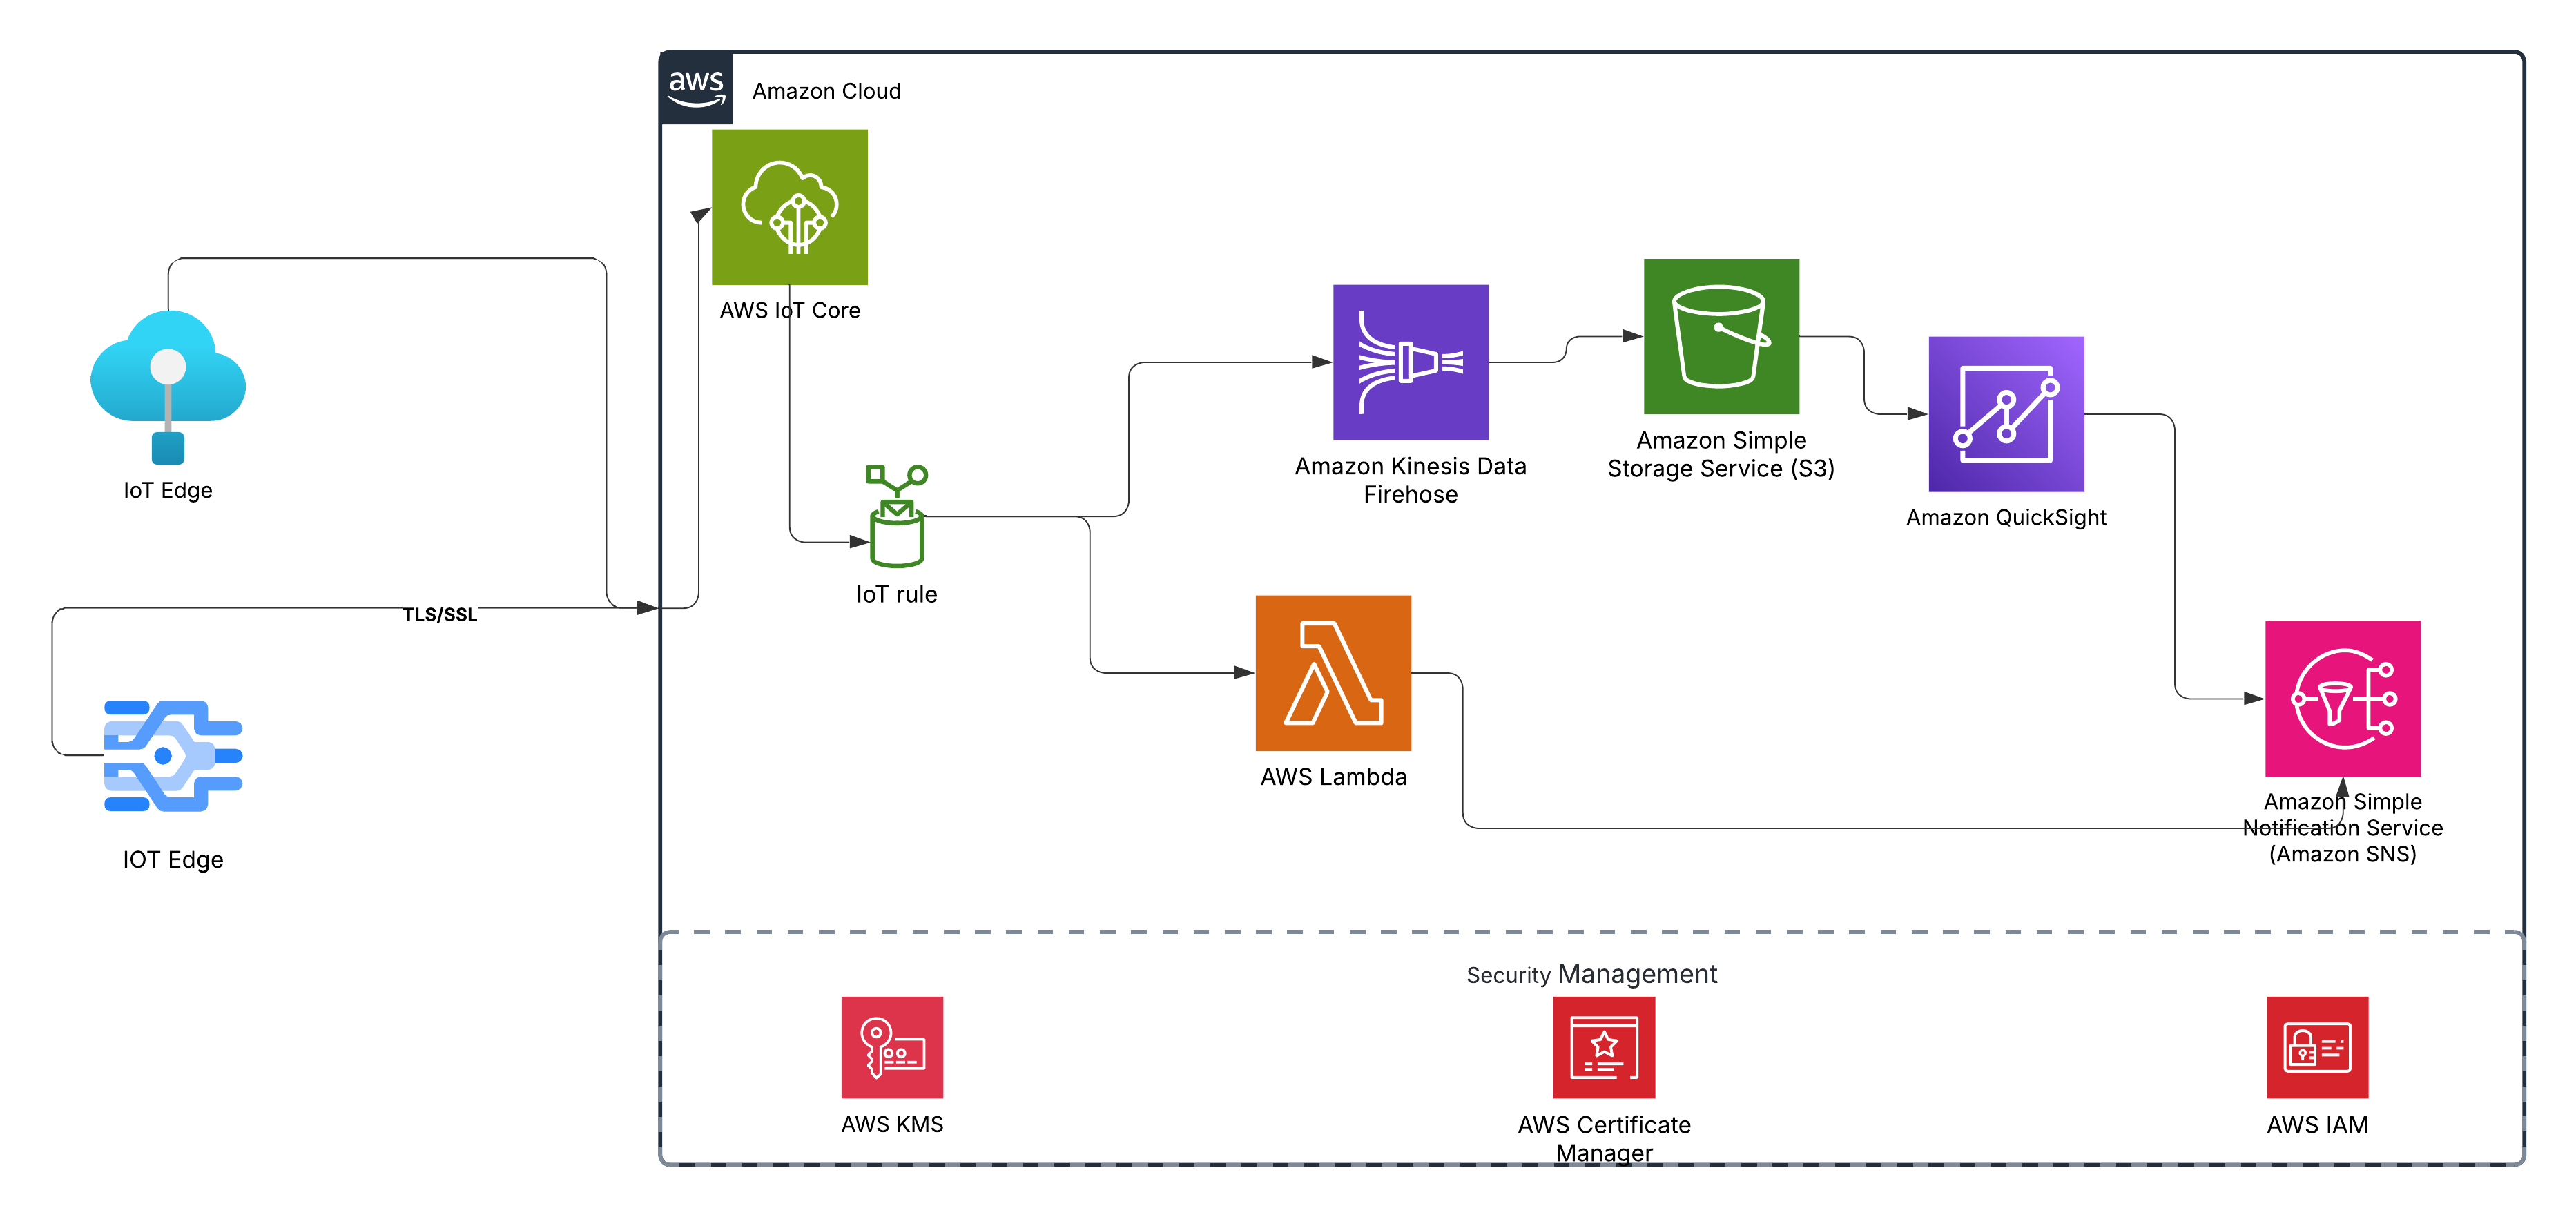 aws
Amazon Cloud
AWS IoT Core
IoT Edge
TLS/SSL
IOT Edge
IoT rule
Amazon Kinesis Data
Firehose
Amazon Simple
Storage Service (S3)
Amazon QuickSight
AWS Lambda
Amazon Simple
Notification Service
(Amazon SNS)
Security Management
AWS KMS
AWS Certificate
Manager
AWS IAM